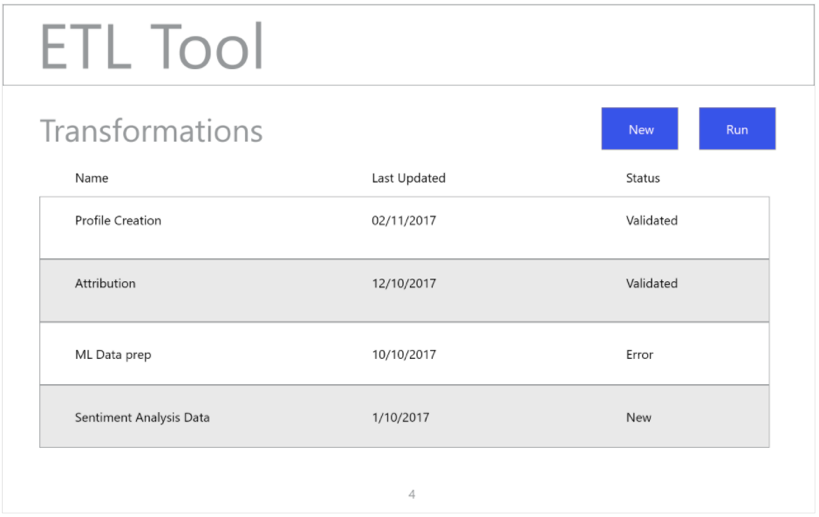 ETL Tool
Transformations
New Run
Name Last Updated Status
Profile Creation 02/11/2017 Validated
Attribution 12/10/2017 Validated
ML Data prep 10/10/2017 Error
Sentiment Analysis Data 1/10/2017 New
4